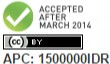 ACCEPTED
AFTER
MARCH 2014
cc BY
APC: 1500000IDR